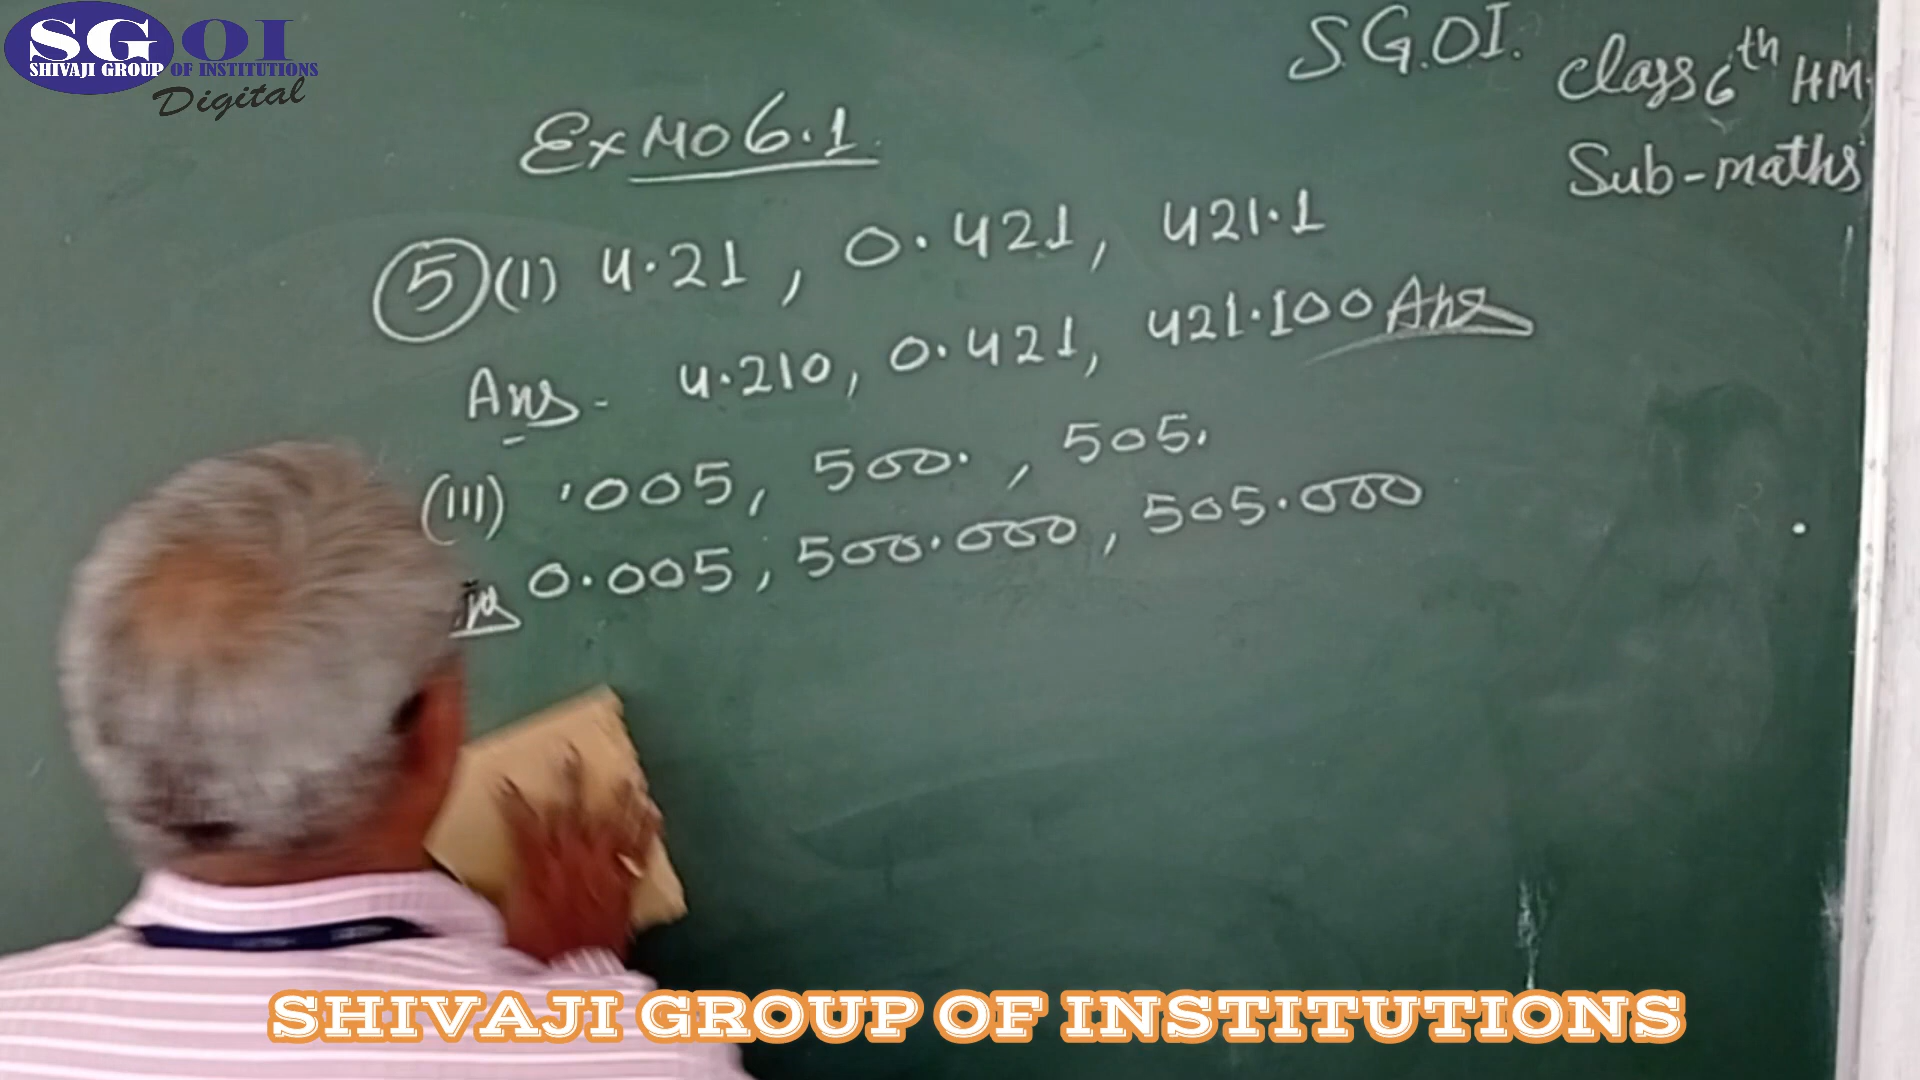 SGOI
SHIVAJI GROUP OF INSTITUTIONS
Digital
S.G.OI.
Class 6th HM
Sub-maths
Ex No 6.1
5 (I) 4.21, 0.421, 421.1
Ans- 4.210, 0.421, 421.100 Ans
(III) .005, 500., 505.
0.005, 500.000, 505.000
SHIVAJI GROUP OF INSTITUTIONS